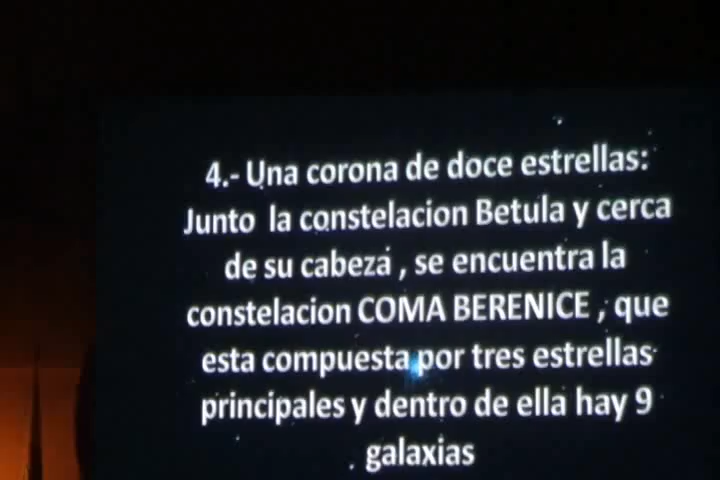 4.- Una corona de doce estrellas:
Junto la constelacion Betula y cerca
de su cabeza , se encuentra la
constelacion COMA BERENICE , que
esta compuesta por tres estrellas
principales y dentro de ella hay 9
. galaxias